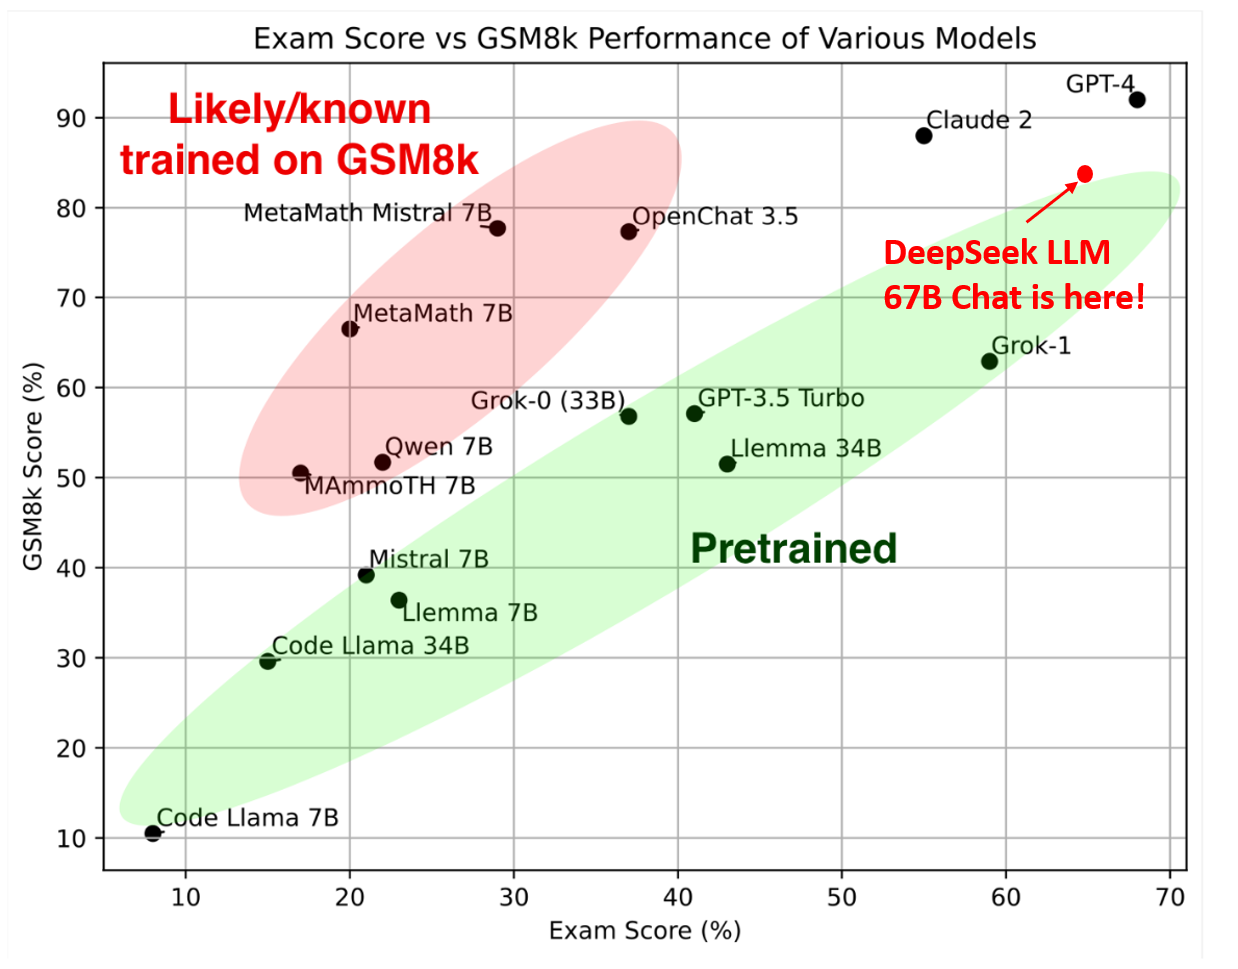 Exam Score vs GSM8k Performance of Various Models
Likely/known
trained on GSM8k
GPT-4
Claude 2
MetaMath Mistral 7B
OpenChat 3.5
DeepSeek LLM
67B Chat is here!
MetaMath 7B
Grok-1
Grok-0 (33B)
GPT-3.5 Turbo
Qwen 7B
Llemma 34B
MAmmoTH 7B
Pretrained
Mistral 7B
Llemma 7B
Code Llama 34B
Code Llama 7B
GSM8k Score (%)
90
80
70
60
50
40
30
20
10
10 20 30 40 50 60 70
Exam Score (%)